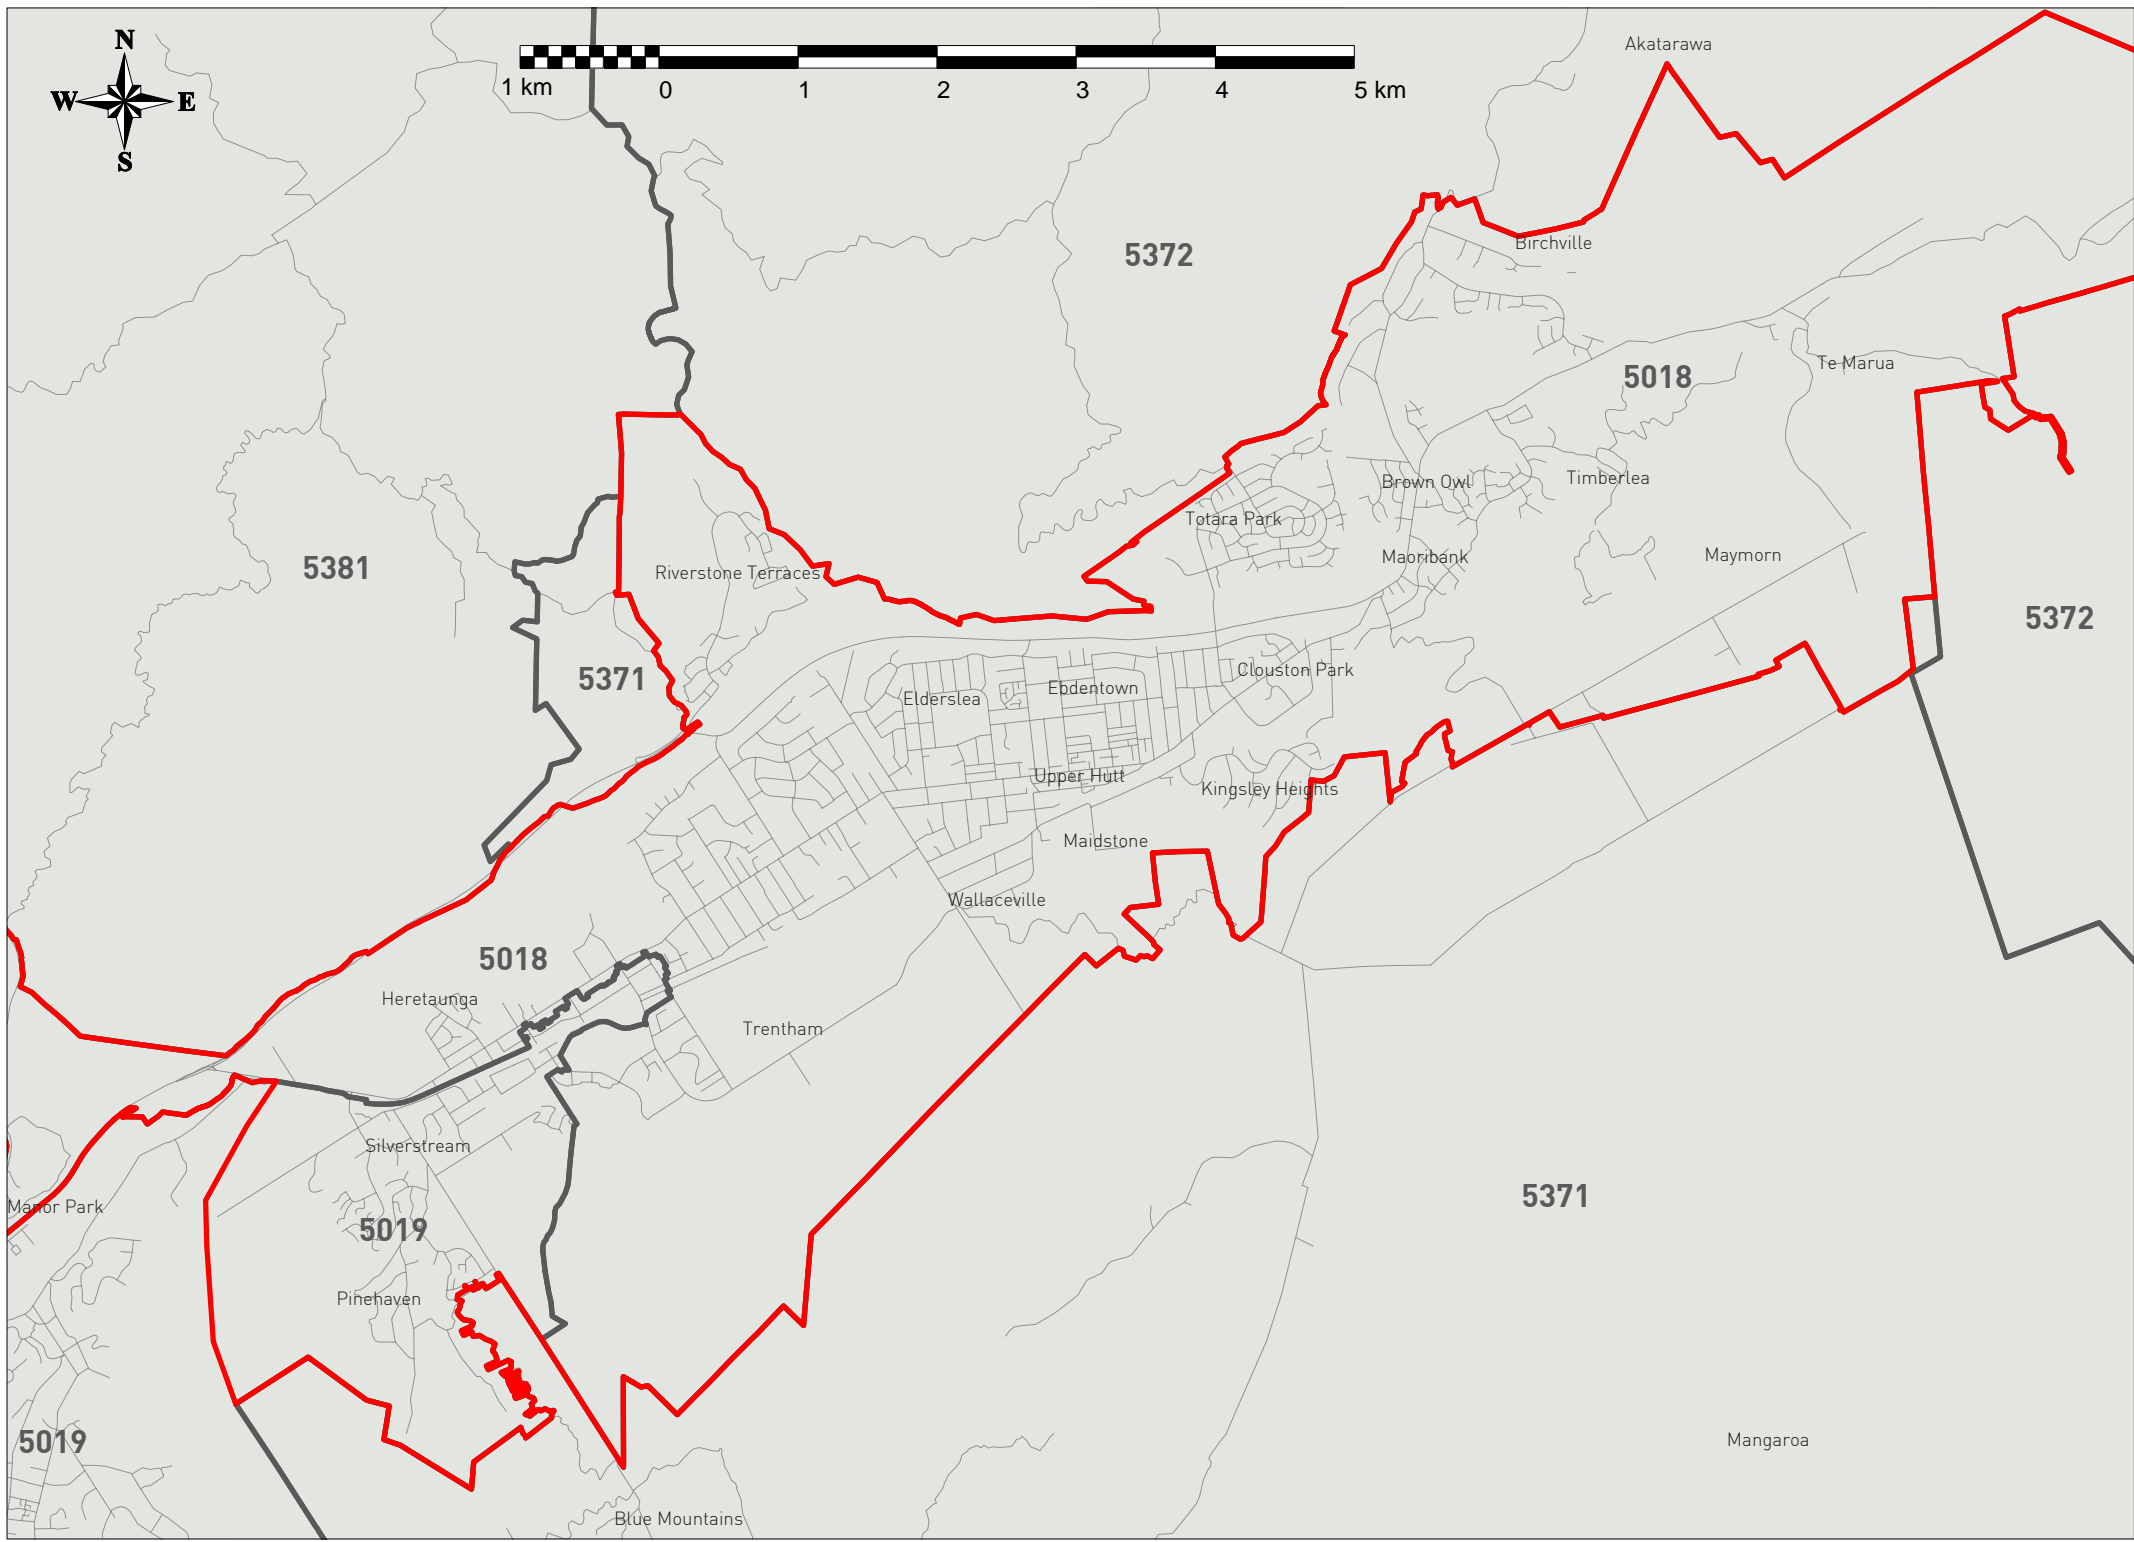 N
W E
S
1 km 0 1 2 3 4 5 km
Akatarawa
5372
Birchville
Te Marua
5018
Brown Owl
Timberlea
Totara Park
Maoribank
Maymorn
5381
Riverstone Terraces
5372
5371
Clouston Park
Ebdentown
Elderslea
Upper Hutt
Kingsley Heights
Maidstone
Wallaceville
5018
Heretaunga
Trentham
Silverstream
5371
Manor Park
5019
Pinehaven
5019
Mangaroa
Blue Mountains